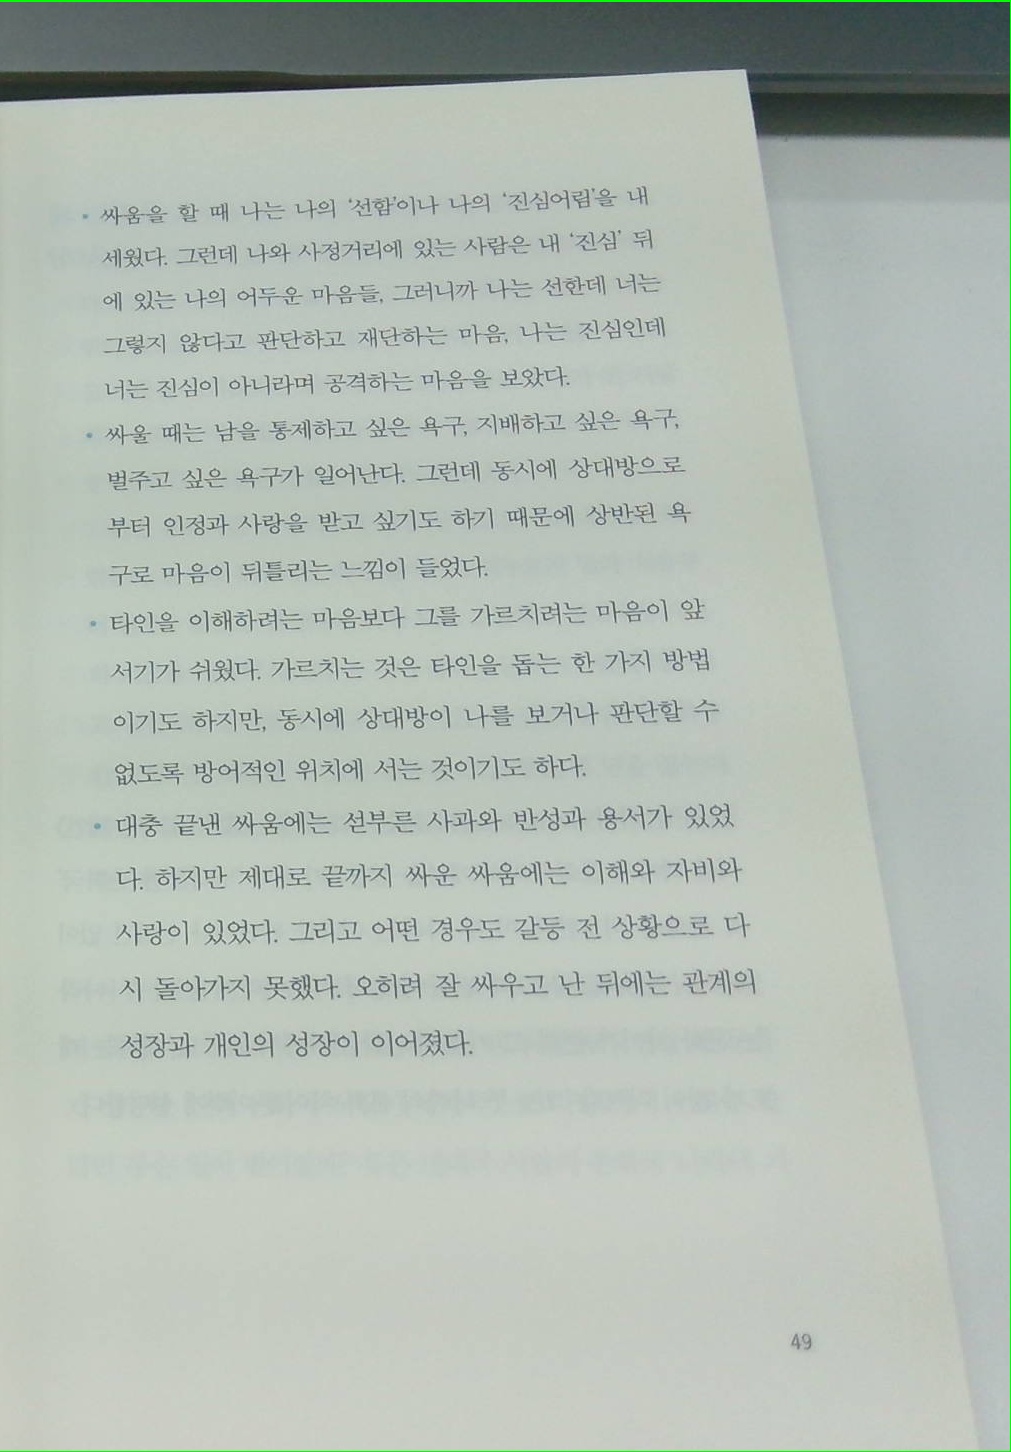 • 싸움을 할 때 나는 나의 ‘선함’이나 나의 ‘진심어림’을 내
세웠다. 그런데 나와 사정거리에 있는 사람은 내 ‘진심’ 뒤
에 있는 나의 어두운 마음들, 그러니까 나는 선한데 너는
그렇지 않다고 판단하고 재단하는 마음, 나는 진심인데
너는 진심이 아니라며 공격하는 마음을 보았다.
• 싸울 때는 남을 통제하고 싶은 욕구, 지배하고 싶은 욕구,
벌주고 싶은 욕구가 일어난다. 그런데 동시에 상대방으로
부터 인정과 사랑을 받고 싶기도 하기 때문에 상반된 욕
구로 마음이 뒤틀리는 느낌이 들었다.
• 타인을 이해하려는 마음보다 그를 가르치려는 마음이 앞
서기가 쉬웠다. 가르치는 것은 타인을 돕는 한 가지 방법
이기도 하지만, 동시에 상대방이 나를 보거나 판단할 수
없도록 방어적인 위치에 서는 것이기도 하다.
• 대충 끝낸 싸움에는 섣부른 사과와 반성과 용서가 있었
다. 하지만 제대로 끝까지 싸운 싸움에는 이해와 자비와
사랑이 있었다. 그리고 어떤 경우도 갈등 전 상황으로 다
시 돌아가지 못했다. 오히려 잘 싸우고 난 뒤에는 관계의
성장과 개인의 성장이 이어졌다.
49